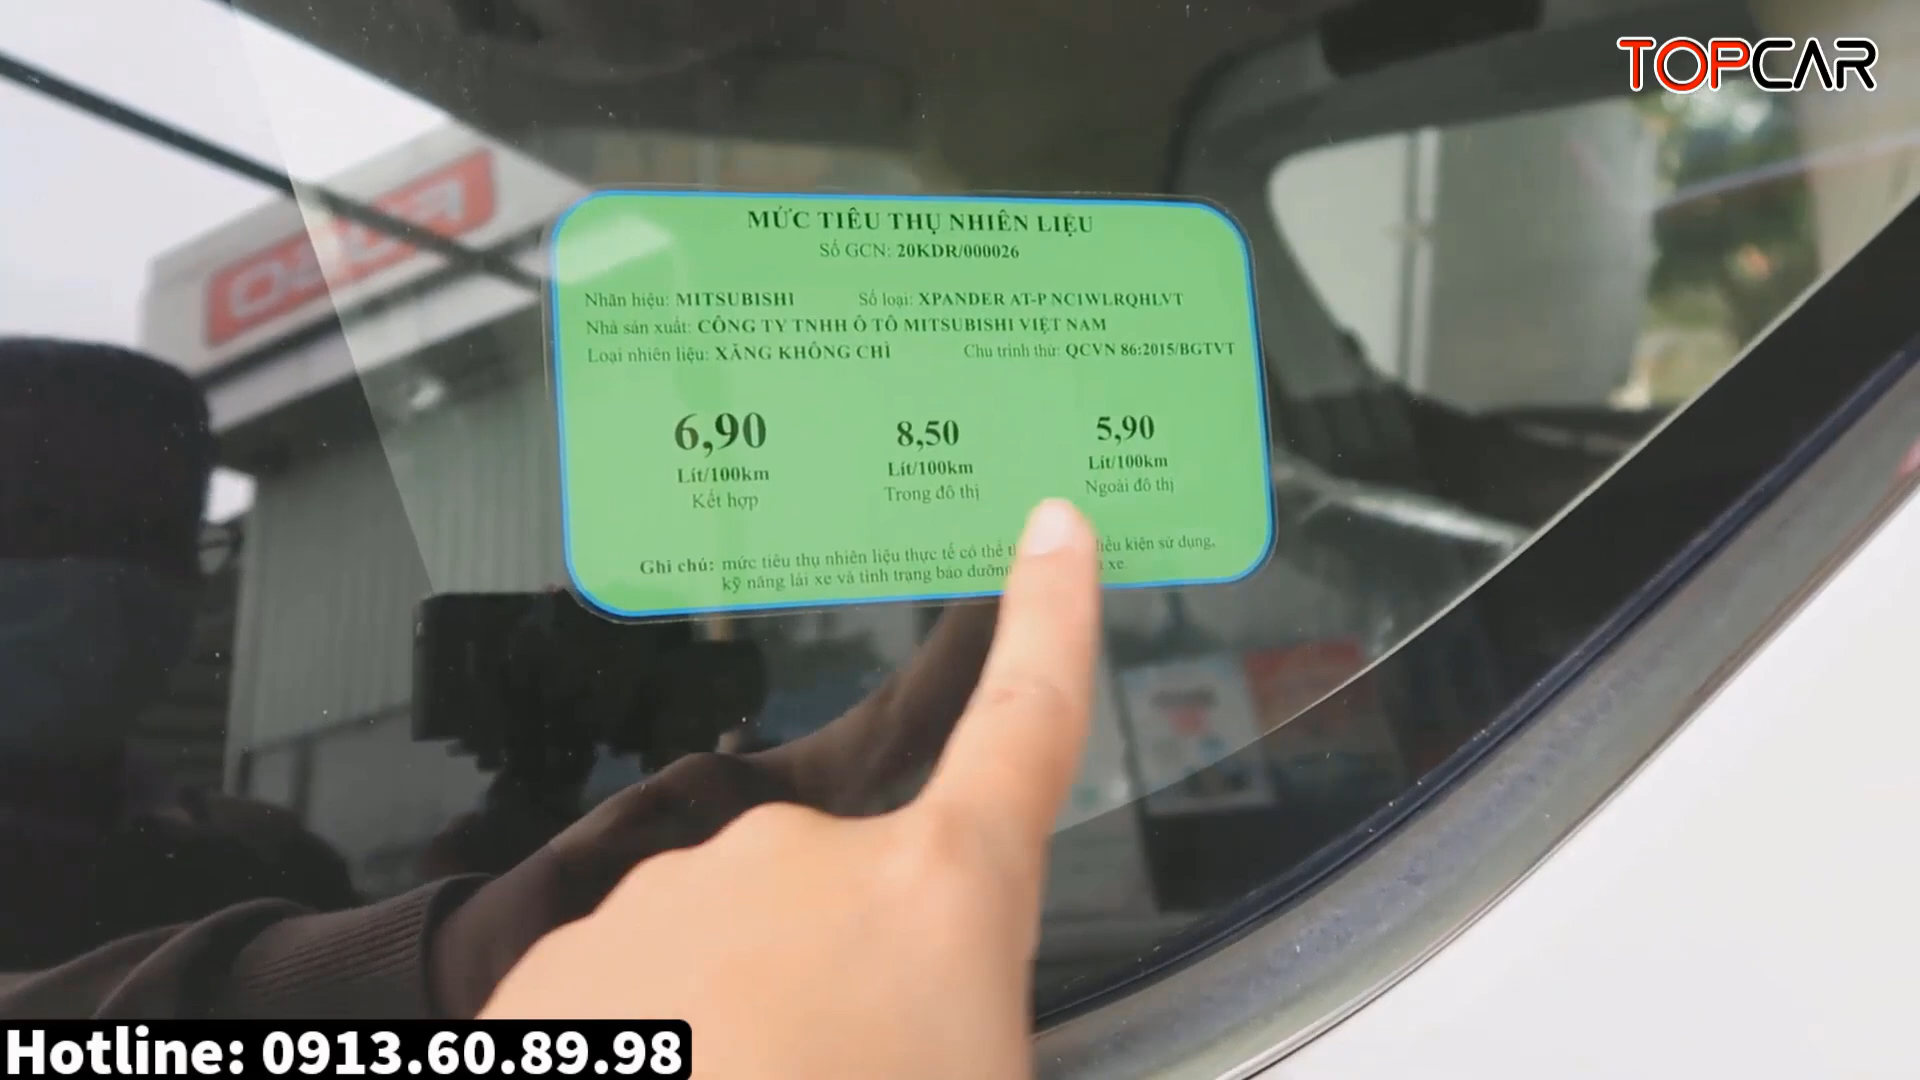 TOPCAR
MỨC TIÊU THỤ NHIÊN LIỆU
Số GCN: 20KDR/000026
Nhãn hiệu: MITSUBISHI Số loại: XPANDER AT-P NC1WLRQHLVT
Nhà sản xuất: CÔNG TY TNHH Ô TÔ MITSUBISHI VIỆT NAM
Loại nhiên liệu: XĂNG KHÔNG CHÌ Chu trình thử: QCVN 86:2015/BGTVT
6,90 8,50 5,90
Lít/100km Lít/100km Lít/100km
Kết hợp Trong đô thị Ngoài đô thị
Ghi chú: mức tiêu thụ nhiên liệu thực tế có thể kiện sử dụng,
kỹ năng lái xe và tình trạng bảo dưỡng xe
Hotline: 0913.60.89.98